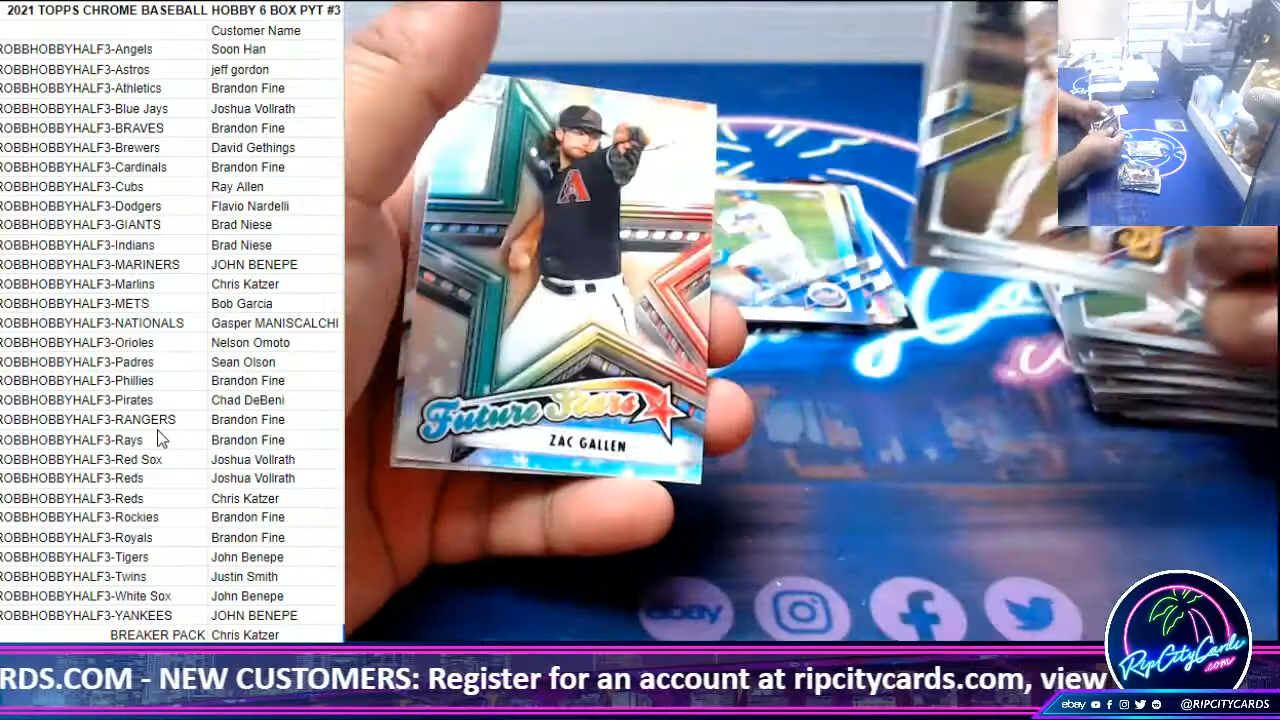 2021 TOPPS CHROME BASEBALL HOBBY 6 BOX PYT #3
Customer Name
ROBBHOBBYHALF3-Angels Soon Han
ROBBHOBBYHALF3-Astros jeff gordon
ROBBHOBBYHALF3-Athletics Brandon Fine
ROBBHOBBYHALF3-Blue Jays Joshua Vollrath
ROBBHOBBYHALF3-BRAVES Brandon Fine
ROBBHOBBYHALF3-Brewers David Gethings
ROBBHOBBYHALF3-Cardinals Brandon Fine
ROBBHOBBYHALF3-Cubs Ray Allen
ROBBHOBBYHALF3-Dodgers Flavio Nardelli
ROBBHOBBYHALF3-GIANTS Brad Niese
ROBBHOBBYHALF3-Indians Brad Niese
ROBBHOBBYHALF3-MARINERS JOHN BENEPE
ROBBHOBBYHALF3-Marlins Chris Katzer
ROBBHOBBYHALF3-METS Bob Garcia
ROBBHOBBYHALF3-NATIONALS Gasper MANISCALCHI
ROBBHOBBYHALF3-Orioles Nelson Omoto
ROBBHOBBYHALF3-Padres Sean Olson
ROBBHOBBYHALF3-Phillies Brandon Fine
ROBBHOBBYHALF3-Pirates Chad DeBeni
ROBBHOBBYHALF3-RANGERS Brandon Fine
ROBBHOBBYHALF3-Rays Brandon Fine
ROBBHOBBYHALF3-Red Sox Joshua Vollrath
ROBBHOBBYHALF3-Reds Joshua Vollrath
ROBBHOBBYHALF3-Reds Chris Katzer
ROBBHOBBYHALF3-Rockies Brandon Fine
ROBBHOBBYHALF3-Royals Brandon Fine
ROBBHOBBYHALF3-Tigers John Benepe
ROBBHOBBYHALF3-Twins Justin Smith
ROBBHOBBYHALF3-White Sox John Benepe
ROBBHOBBYHALF3-YANKEES JOHN BENEPE
BREAKER PACK Chris Katzer
A
Future Stars
ZAC GALLEN
ebay
RipCityCards
.com
RDS.COM - NEW CUSTOMERS: Register for an account at ripcitycards.com, view
ebay @RIPCITYCARDS